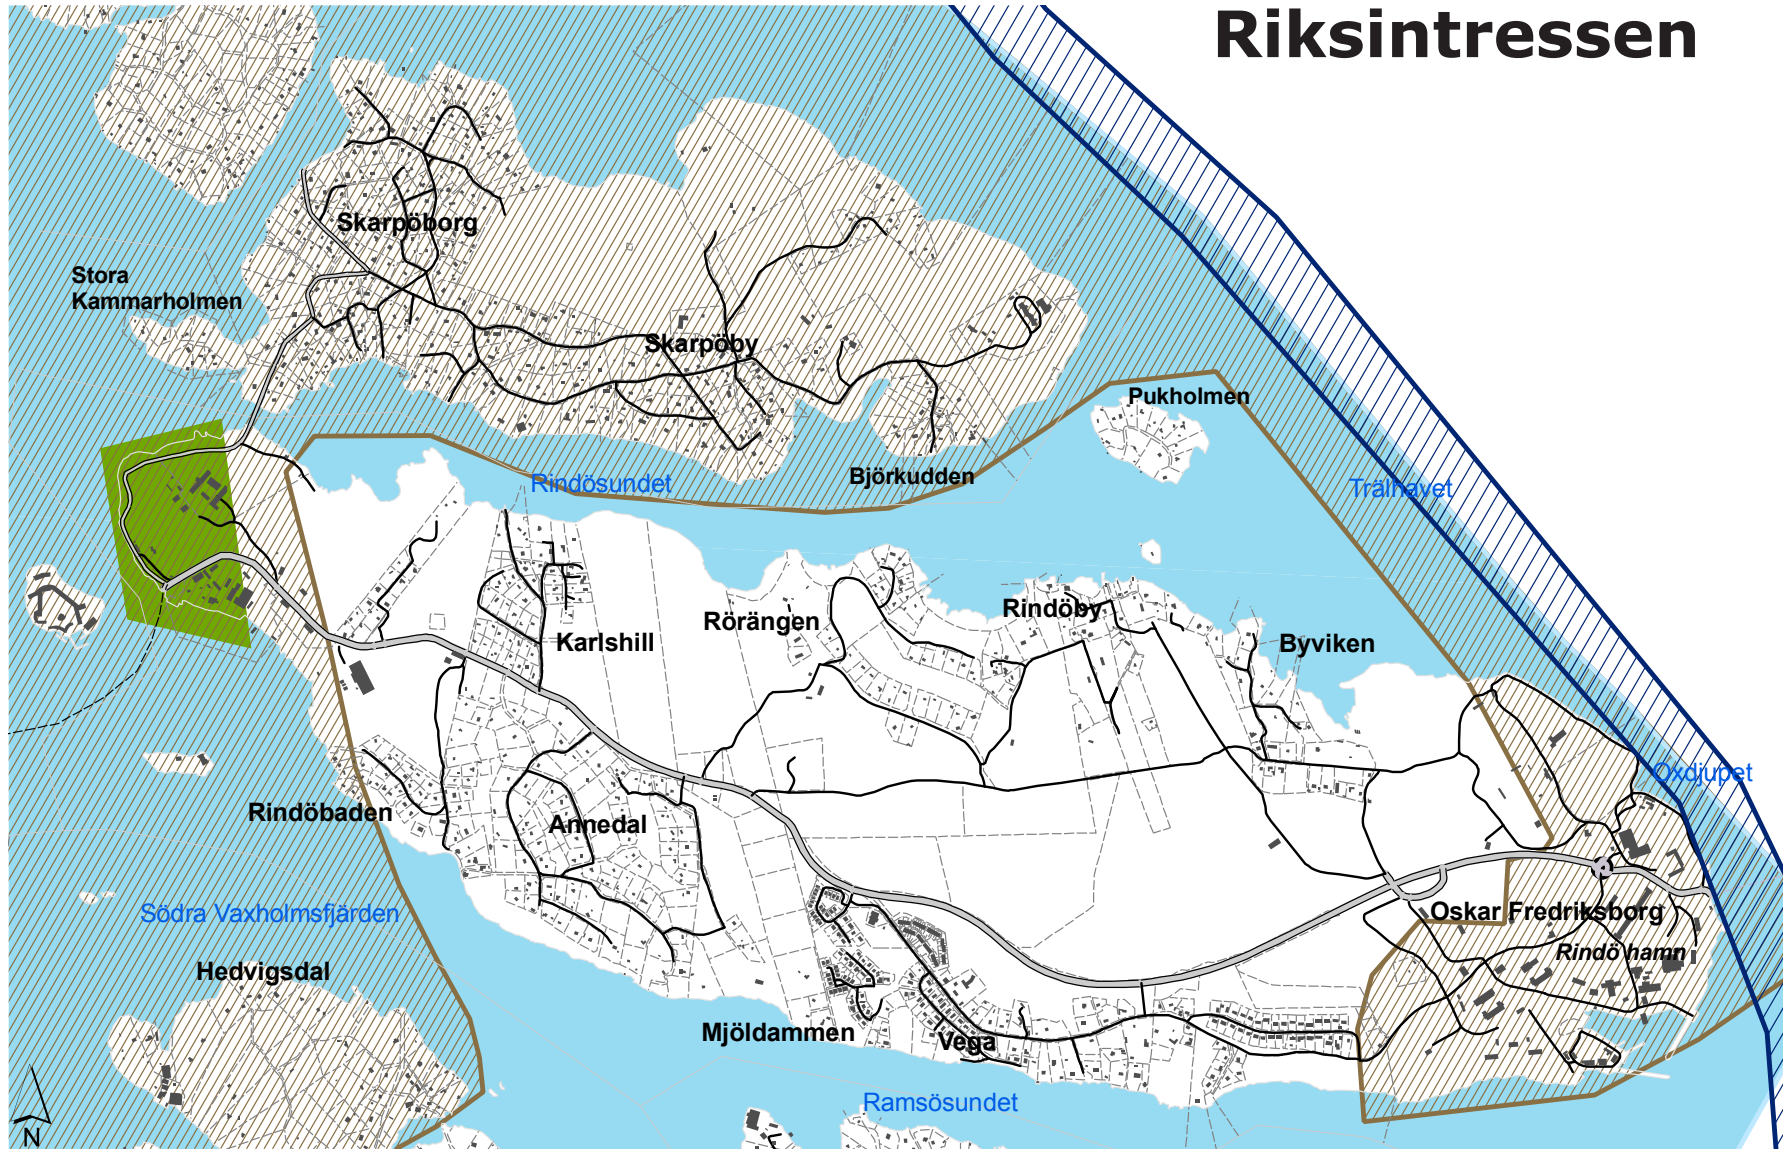 Riksintressen
Skarpöborg
Stora
Kammarholmen
Skarpöby
Pukholmen
Björkudden
Rindösundet
Trälhavet
Rörängen
Rindöby
Karlshill
Byviken
Oxdjupet
Rindöbaden
Annedal
Södra Vaxholmsfjärden
Oskar Fredriksborg
Rindö hamn
Hedvigsdal
Mjöldammen
Vega
Ramsösundet
N